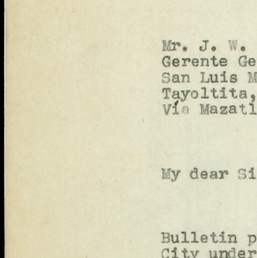 Mr. J. W.
Gerente Ge
San Luis M
Tayoltita,
Vía Mazatl
My dear Si
Bulletin p
City under